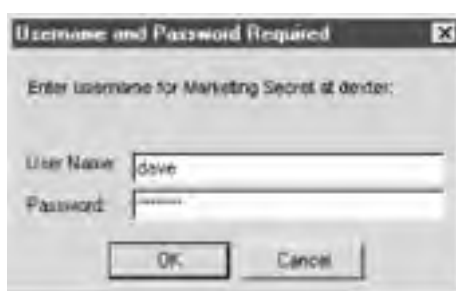 Username and Password Required
Enter username for Marketing Secret at dexter:
User Name: dave
Password:
OK
Cancel